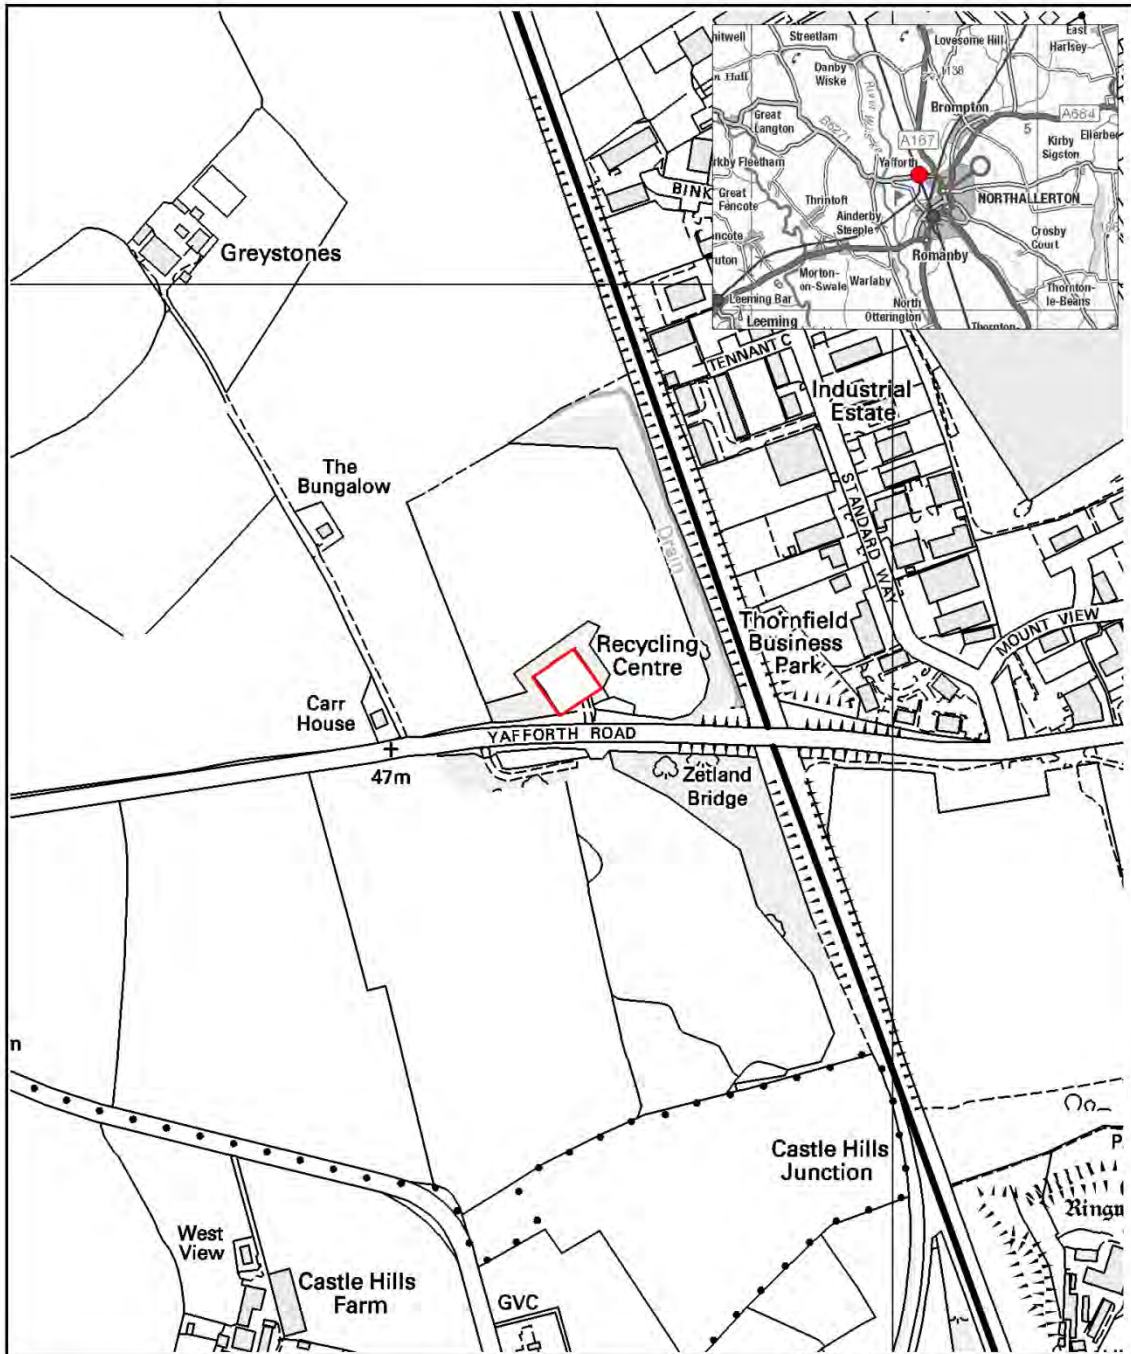 Streetlam
Lovesome Hill
East
Harlsey
Danby
Wiske
Great
Langton
B6271
Brompton
A167
A684
5
Kirby
Sigston
Yafforth
Great
Fencote
Thrintoft
Ainderby
Steeple
NORTHALLERTON
Crosby
Court
Romanby
Morton-
on-Swale
Warlaby
Leeming Bar
Leeming
North
Otterington
Thornton-
le-Beans
BINK
Greystones
TENNANT C
Industrial
Estate
The
Bungalow
STANDARD WAY
Drain
Thornfield
Business
Park
MOUNT VIEW
Recycling
Centre
Carr
House
YAFFORTH ROAD
47m
Zetland
Bridge
Castle Hills
Junction
West
View
Castle Hills
Farm
GVC